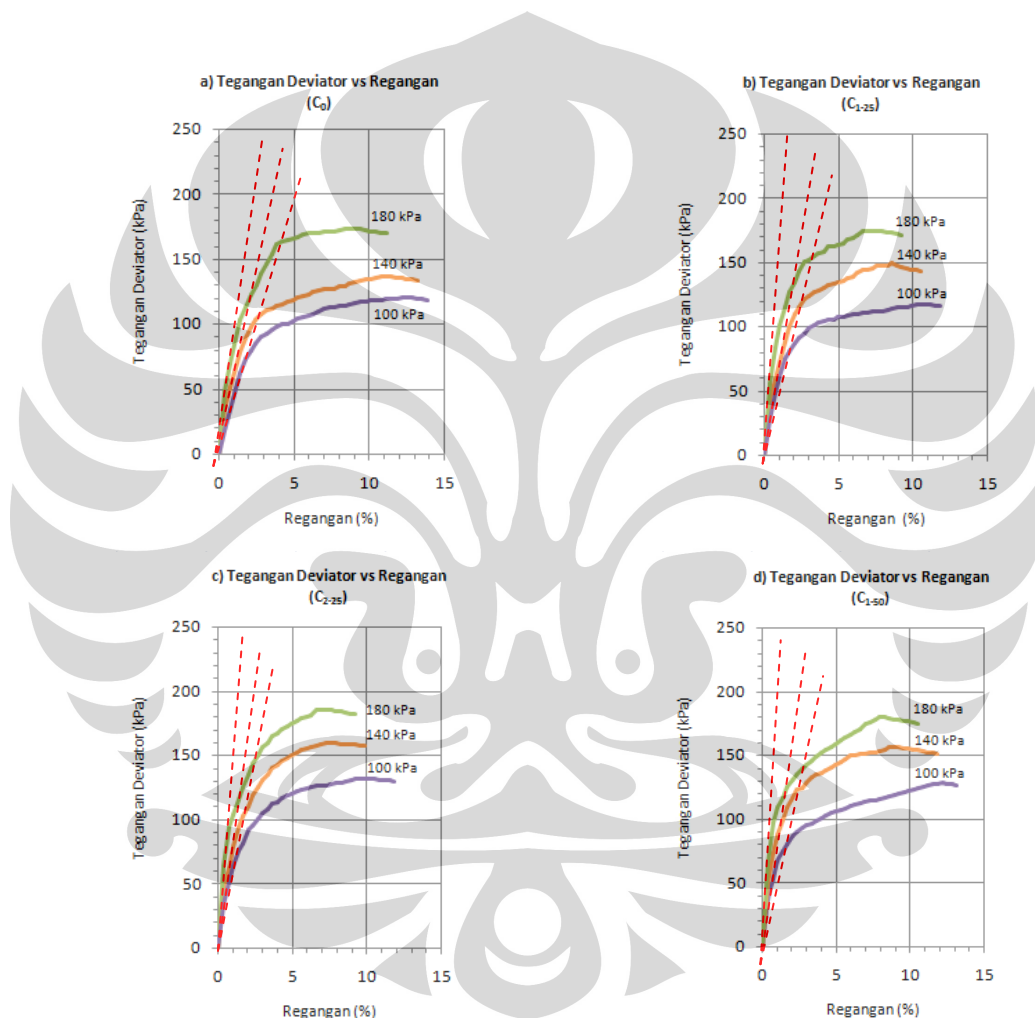 a) Tegangan Deviator vs Regangan
(C0)
Tegangan Deviator (kPa)
250
200
150
100
50
0
180 kPa
140 kPa
100 kPa
0 5 10 15
Regangan (%)
b) Tegangan Deviator vs Regangan
(C1-25)
Tegangan Deviator (kPa)
250
200
150
100
50
0
180 kPa
140 kPa
100 kPa
0 5 10 15
Regangan (%)
c) Tegangan Deviator vs Regangan
(C2-25)
Tegangan Deviator (kPa)
250
200
150
100
50
0
180 kPa
140 kPa
100 kPa
0 5 10 15
Regangan (%)
d) Tegangan Deviator vs Regangan
(C1-50)
Tegangan Deviator (kPa)
250
200
150
100
50
0
180 kPa
140 kPa
100 kPa
0 5 10 15
Regangan (%)